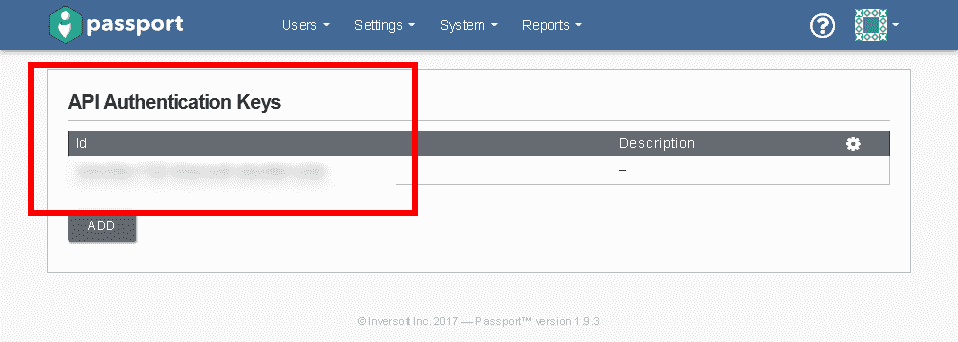 passport Users Settings System Reports
API Authentication Keys
Id Description
–
ADD
© Inversoft Inc. 2017 — Passport™ version 1.9.3